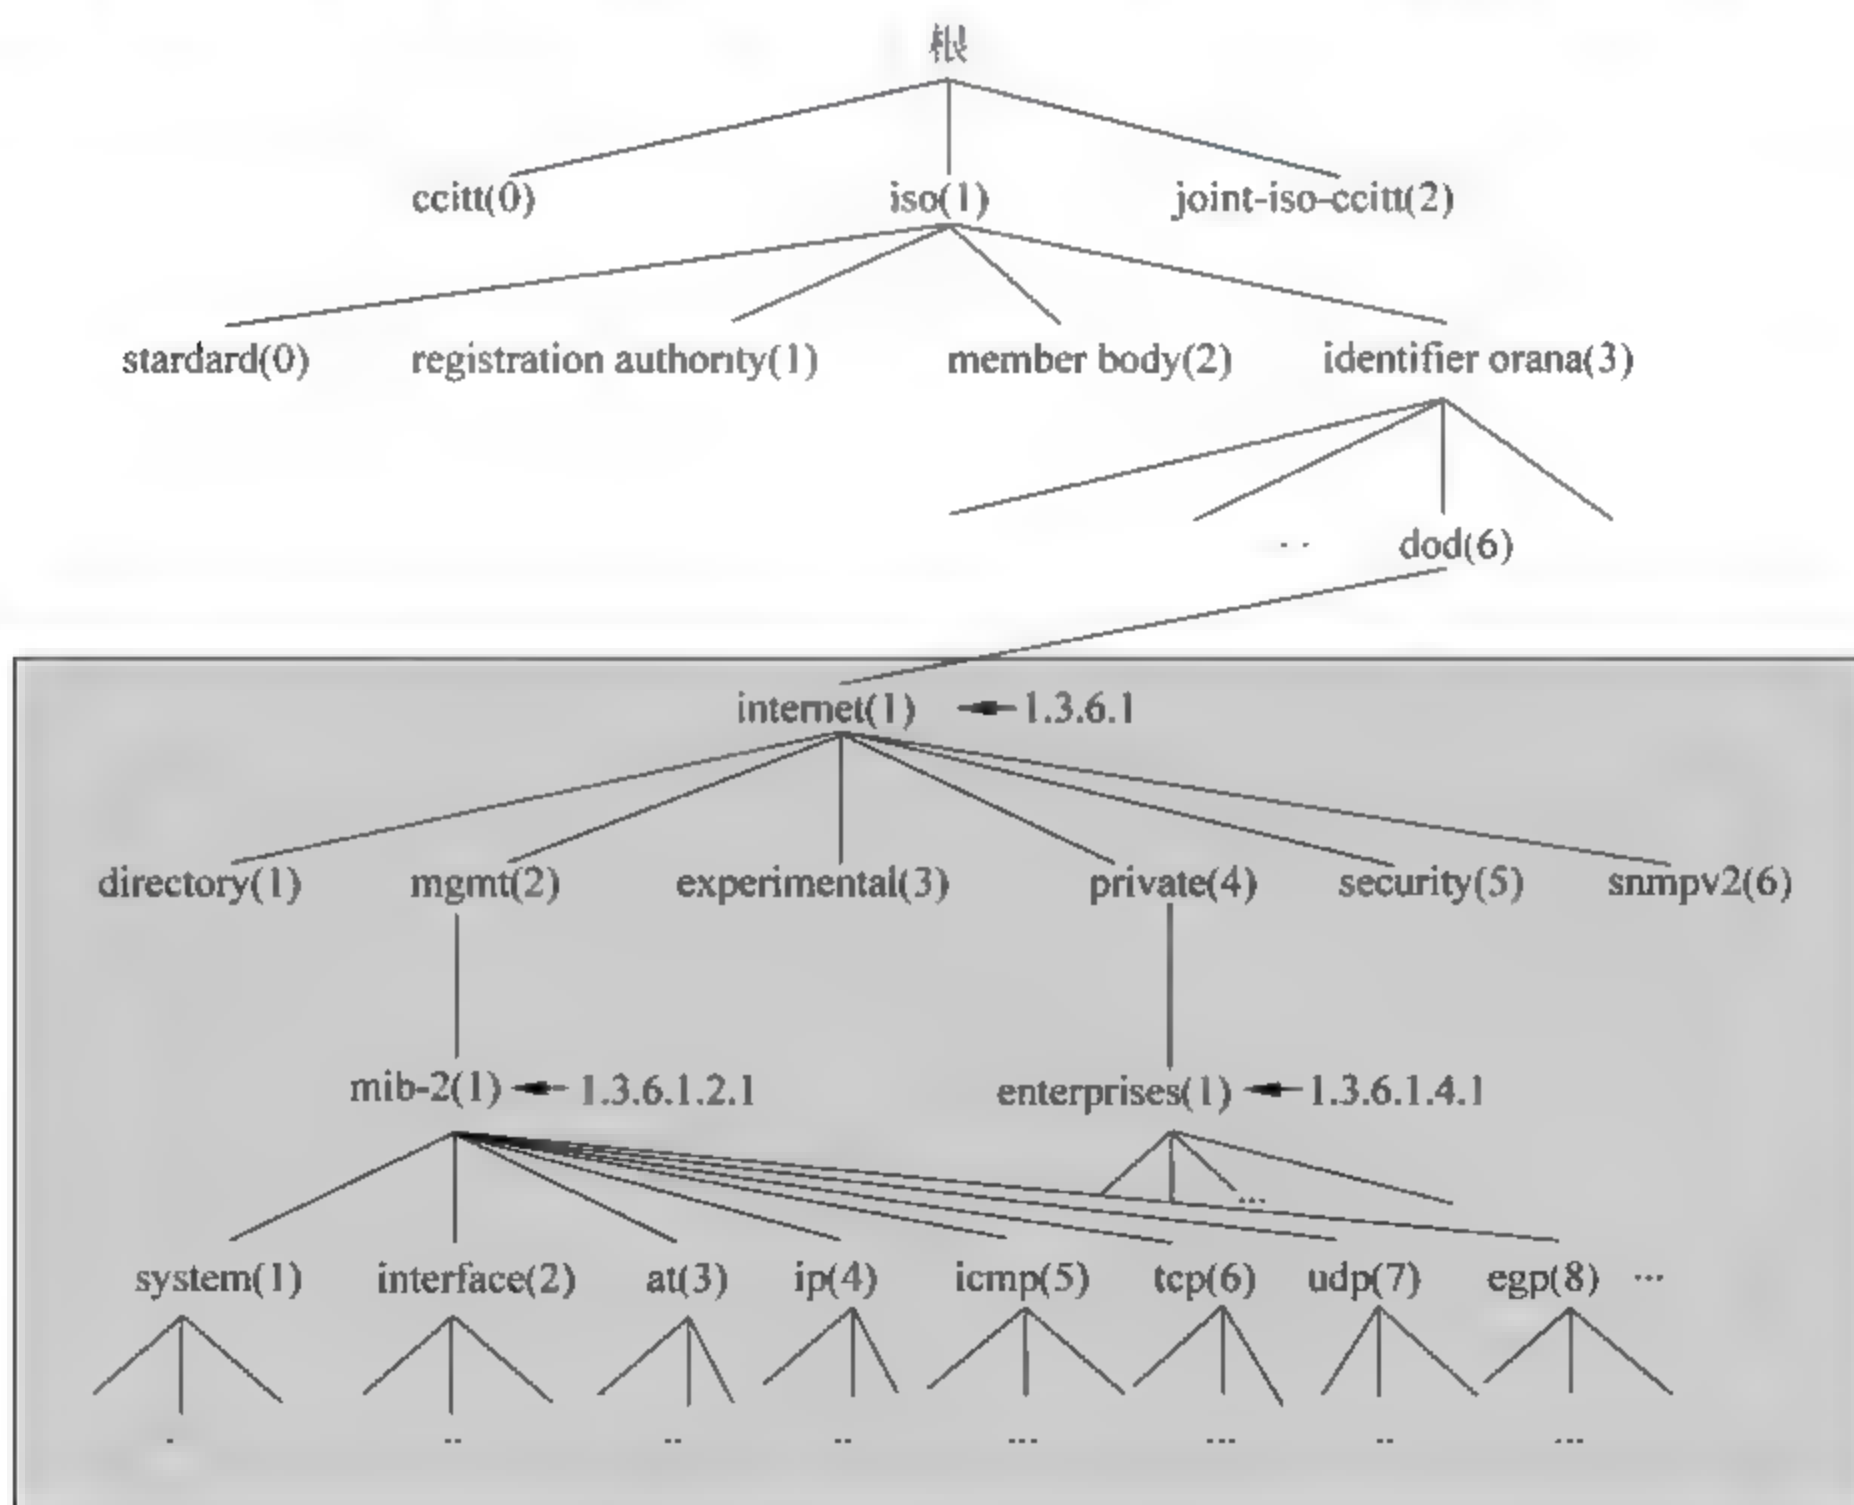 根
ccitt(0) iso(1) joint-iso-ccitt(2)
stardard(0) registration authority(1) member body(2) identifier orana(3)
... dod(6)
internet(1) 1.3.6.1
directory(1) mgmt(2) experimental(3) private(4) security(5) snmpv2(6)
mib-2(1) 1.3.6.1.2.1 enterprises(1) 1.3.6.1.4.1
...
system(1) interface(2) at(3) ip(4) icmp(5) tcp(6) udp(7) egp(8) ...
... ... ... ... ... ... ... ...